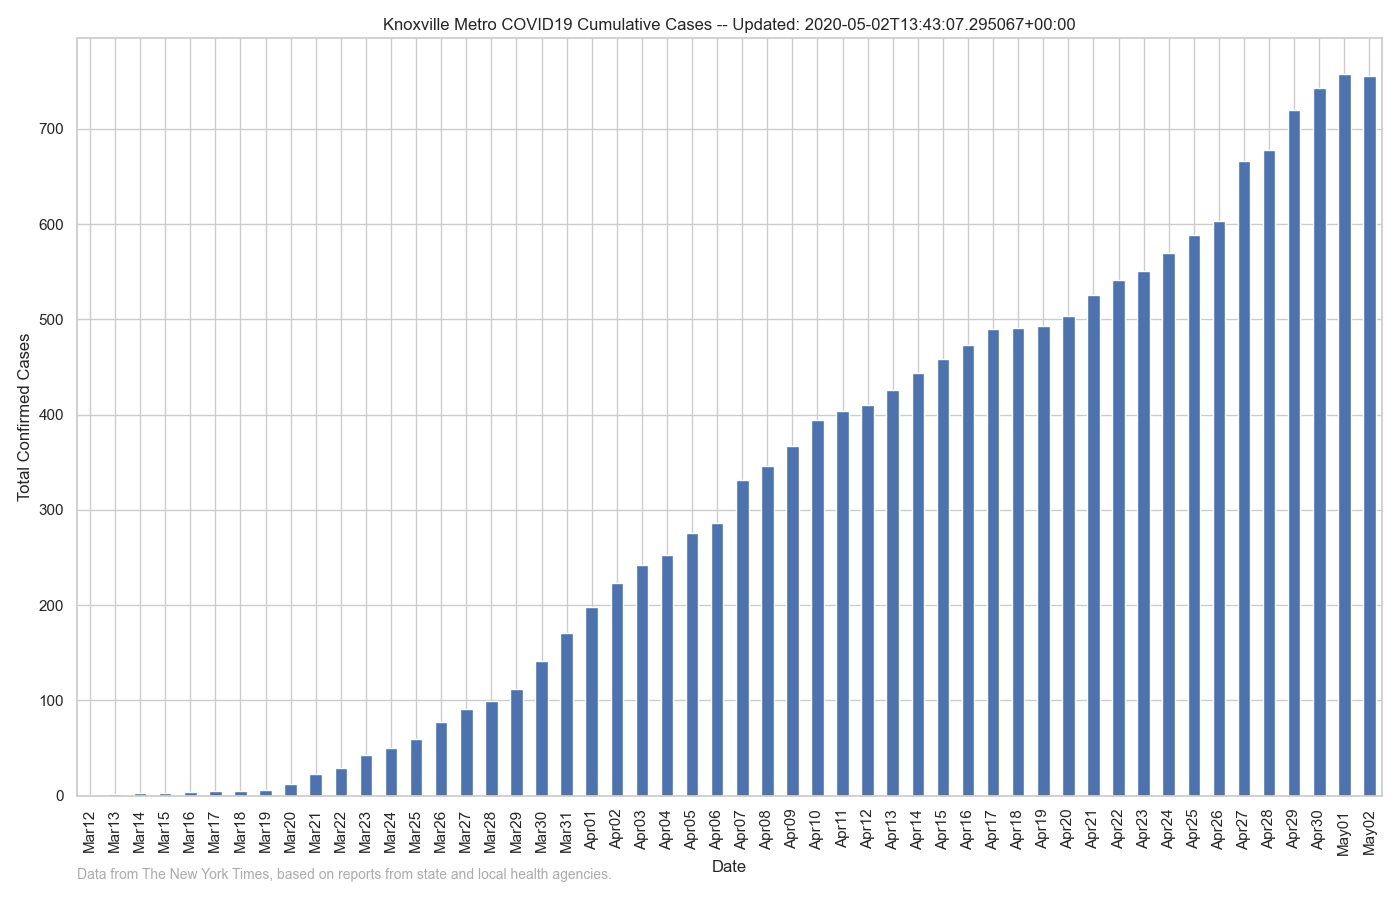 Knoxville Metro COVID19 Cumulative Cases -- Updated: 2020-05-02T13:43:07.295067+00:00
Total Confirmed Cases
700
600
500
400
300
200
100
0
Mar12
Mar13
Mar14
Mar15
Mar16
Mar17
Mar18
Mar19
Mar20
Mar21
Mar22
Mar23
Mar24
Mar25
Mar26
Mar27
Mar28
Mar29
Mar30
Mar31
Apr01
Apr02
Apr03
Apr04
Apr05
Apr06
Apr07
Apr08
Apr09
Apr10
Apr11
Apr12
Apr13
Apr14
Apr15
Apr16
Apr17
Apr18
Apr19
Apr20
Apr21
Apr22
Apr23
Apr24
Apr25
Apr26
Apr27
Apr28
Apr29
Apr30
May01
May02
Date
Data from The New York Times, based on reports from state and local health agencies.